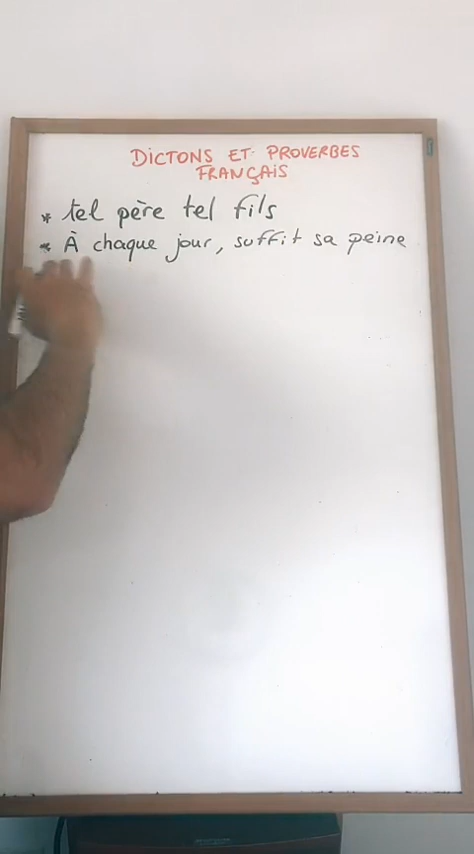 DICTONS ET PROVERBES
FRANÇAIS
* tel père tel fils
* À chaque jour, suffit sa peine